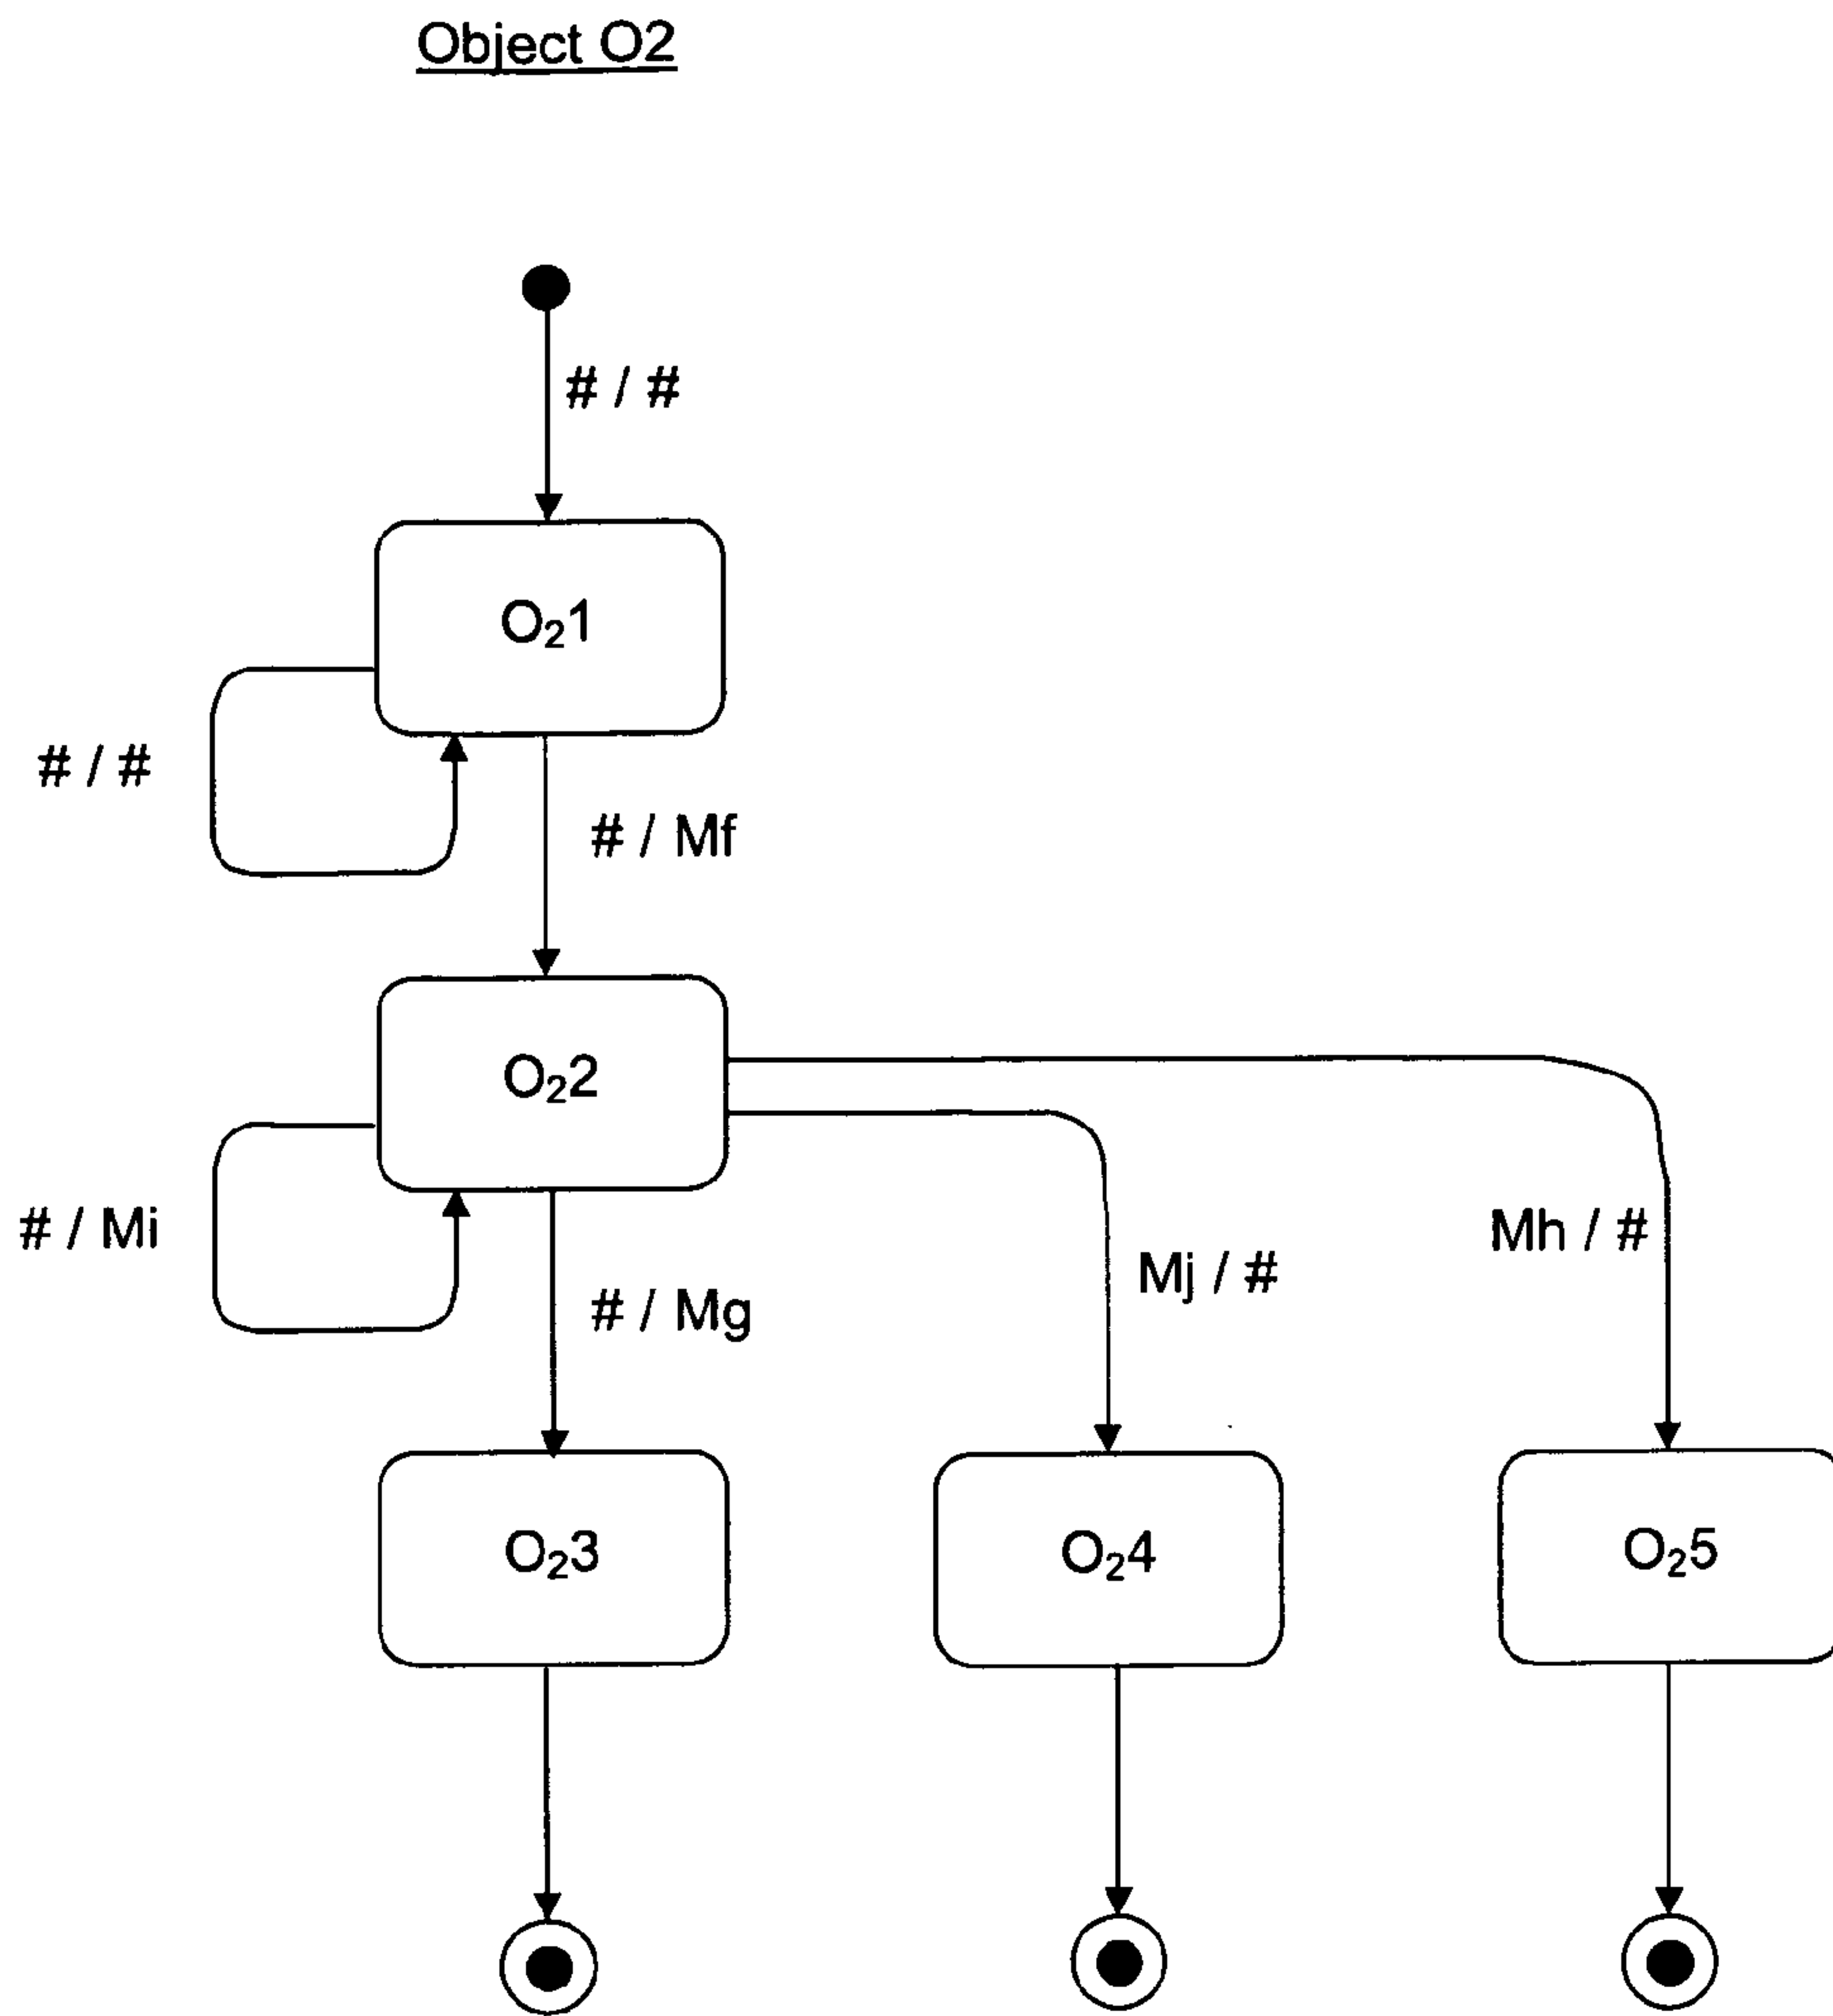 Object O2
# / #
O₂1
# / #
# / Mf
O₂2
# / Mi
# / Mg
Mj / #
Mh / #
O₂3
O₂4
O₂5